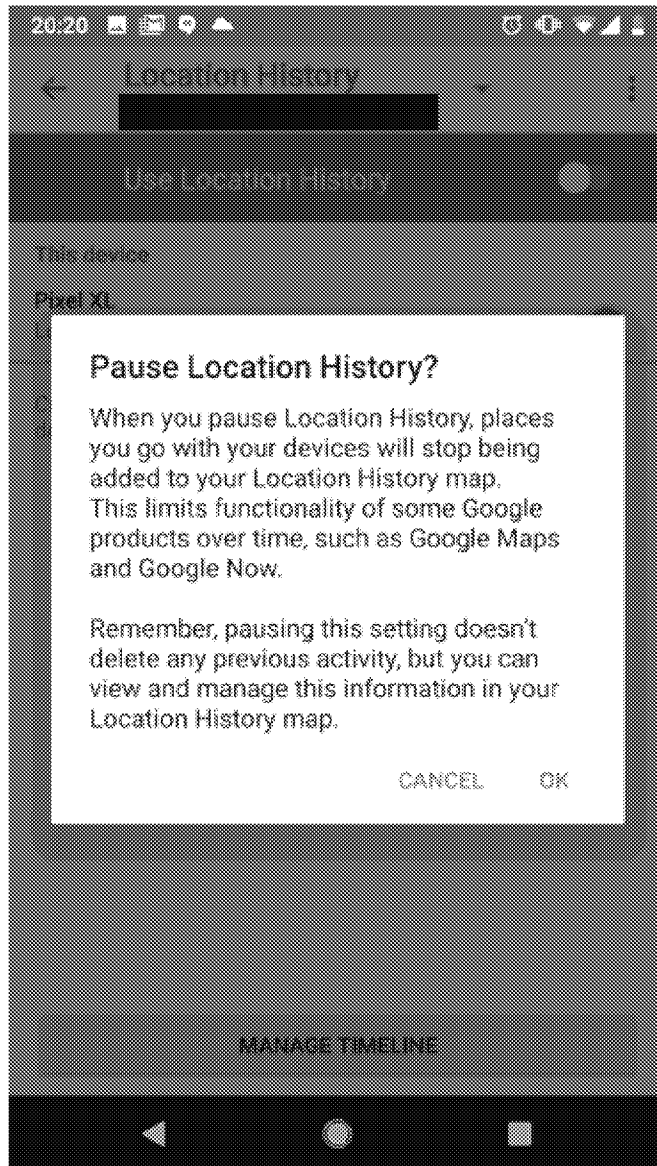 20:20
Location History
Use Location History
This device
Pixel XL
Pause Location History?
When you pause Location History, places
you go with your devices will stop being
added to your Location History map.
This limits functionality of some Google
products over time, such as Google Maps
and Google Now.
Remember, pausing this setting doesn't
delete any previous activity, but you can
view and manage this information in your
Location History map.
CANCEL OK
MANAGE TIMELINE